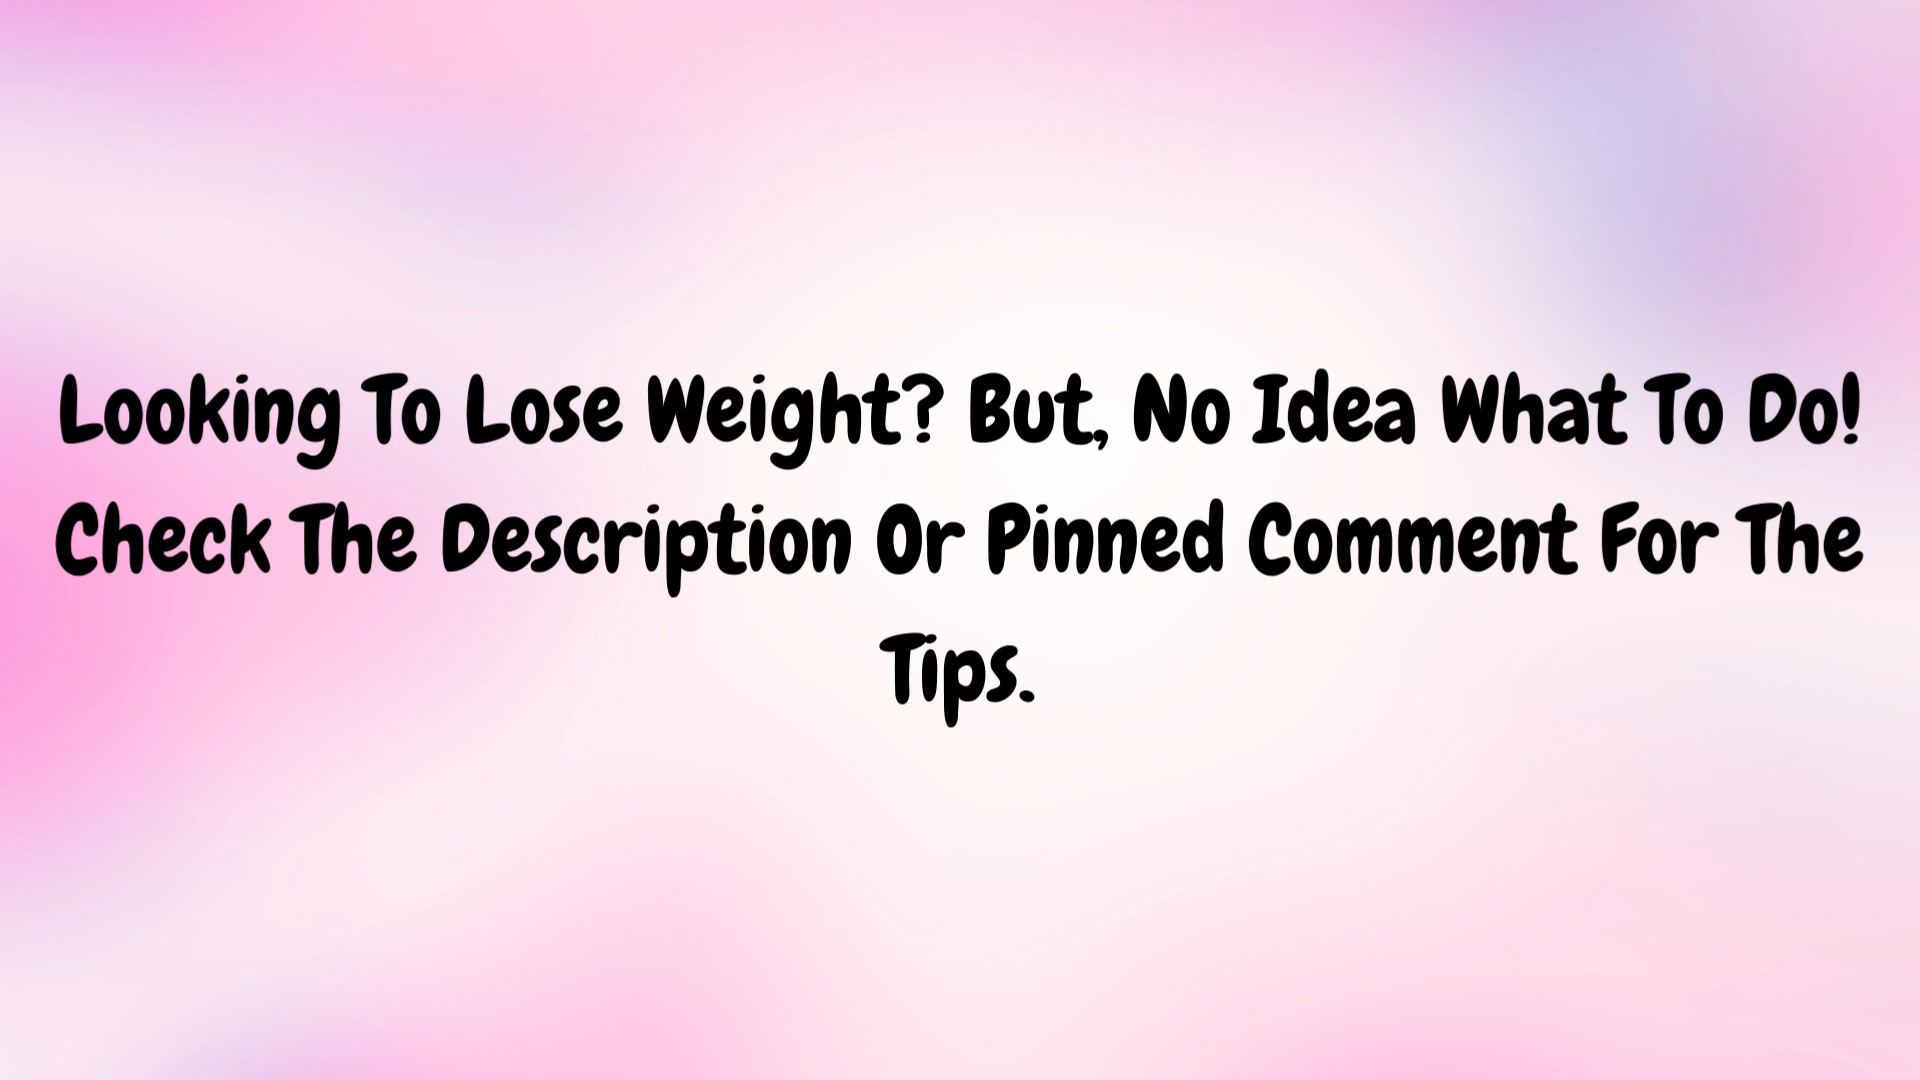 Looking To Lose Weight? But, No Idea What To Do!
Check The Description Or Pinned Comment For The
Tips.